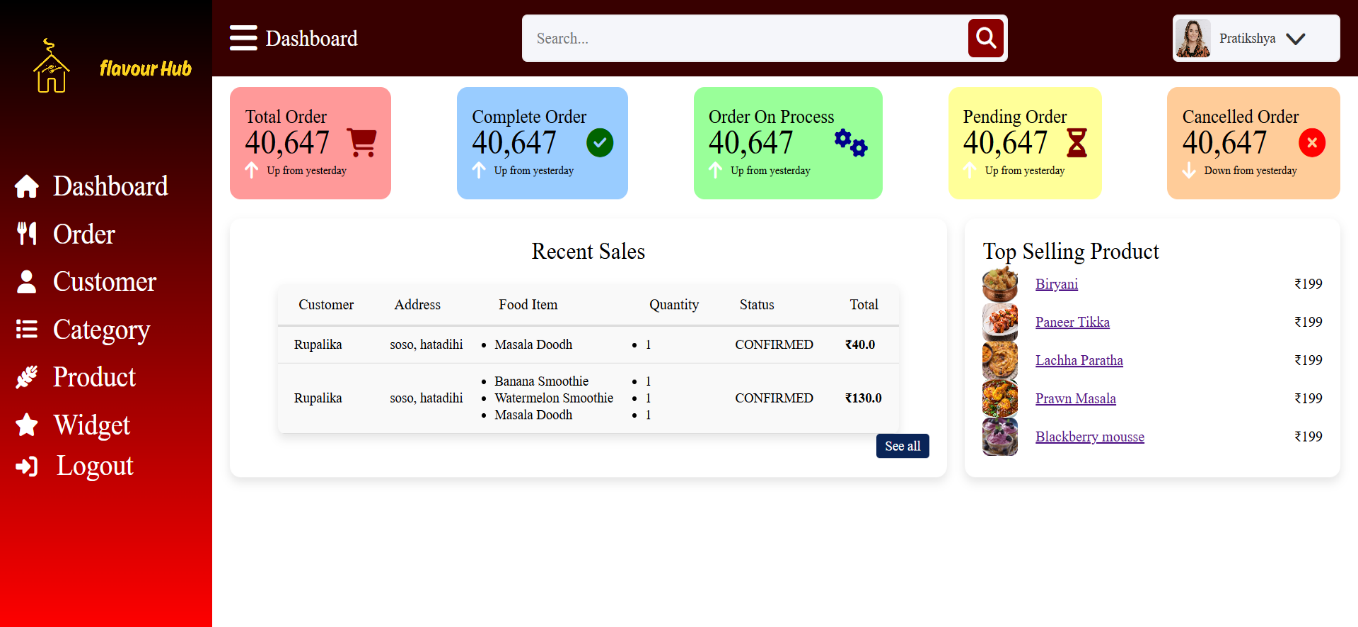 flavour Hub
Dashboard
Order
Customer
Category
Product
Widget
Logout
Dashboard
Search...
Pratikshya
Total Order
40,647
Up from yesterday
Complete Order
40,647
Up from yesterday
Order On Process
40,647
Up from yesterday
Pending Order
40,647
Up from yesterday
Cancelled Order
40,647
Down from yesterday
Recent Sales
Customer Address Food Item Quantity Status Total
Rupalika soso, hatadihi • Masala Doodh • 1 CONFIRMED ₹40.0
• Banana Smoothie • 1
Rupalika soso, hatadihi • Watermelon Smoothie • 1 CONFIRMED ₹130.0
• Masala Doodh • 1
See all
Top Selling Product
Biryani ₹199
Paneer Tikka ₹199
Lachha Paratha ₹199
Prawn Masala ₹199
Blackberry mousse ₹199